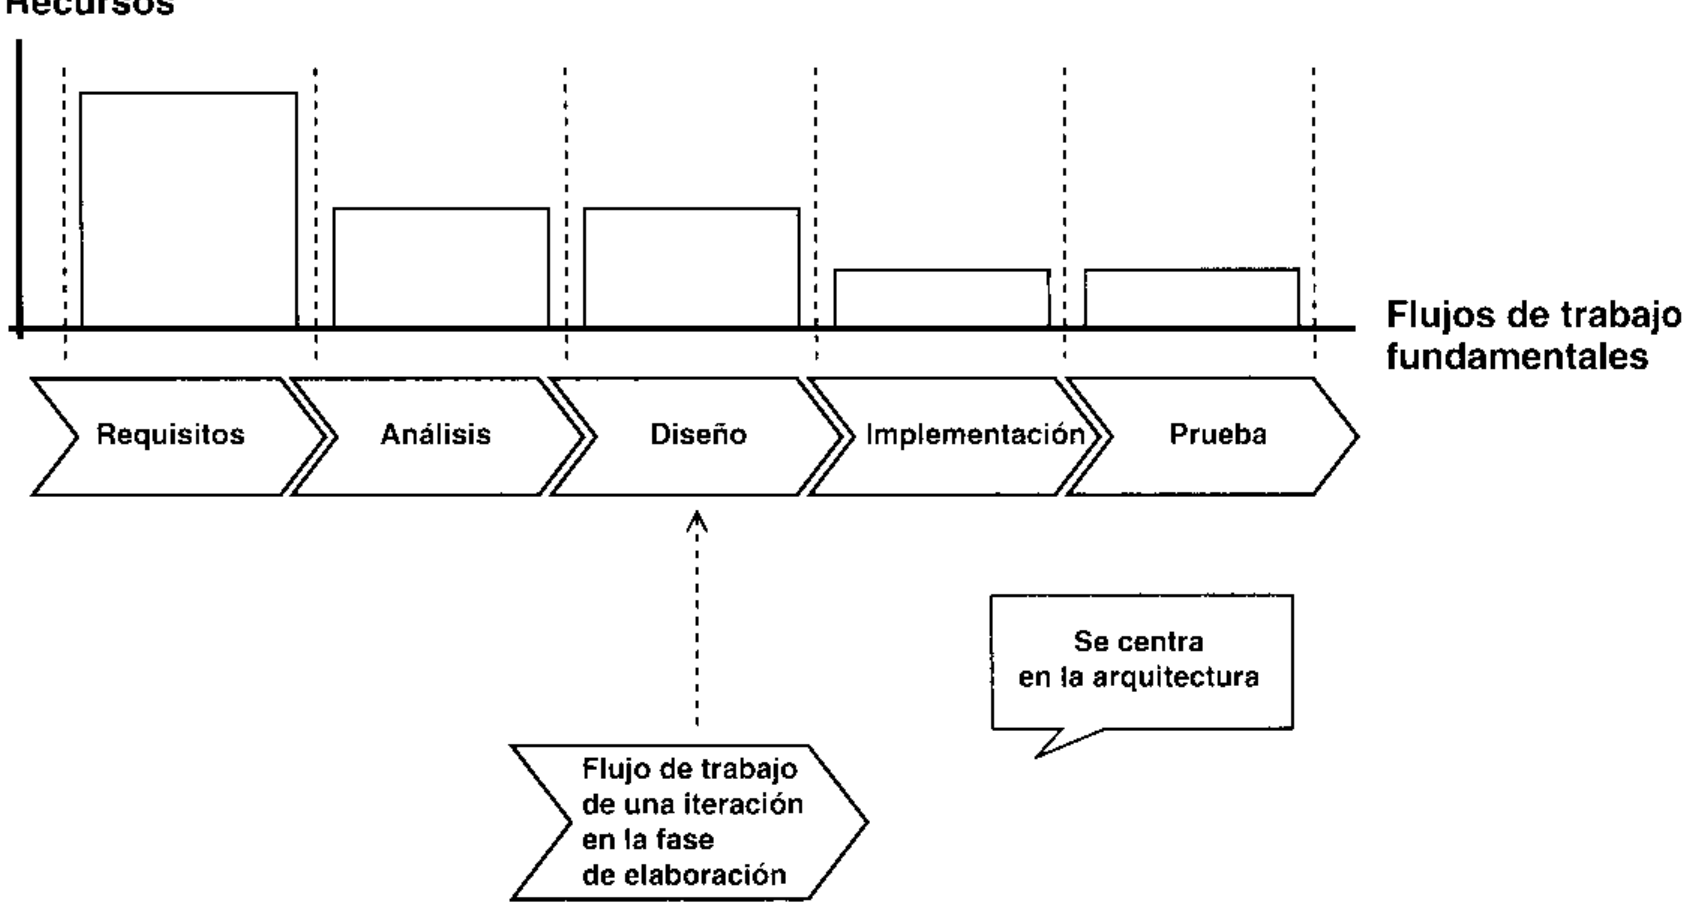 Recursos
Flujos de trabajo
fundamentales
Requisitos
Análisis
Diseño
Implementación
Prueba
Se centra
en la arquitectura
Flujo de trabajo
de una iteración
en la fase
de elaboración